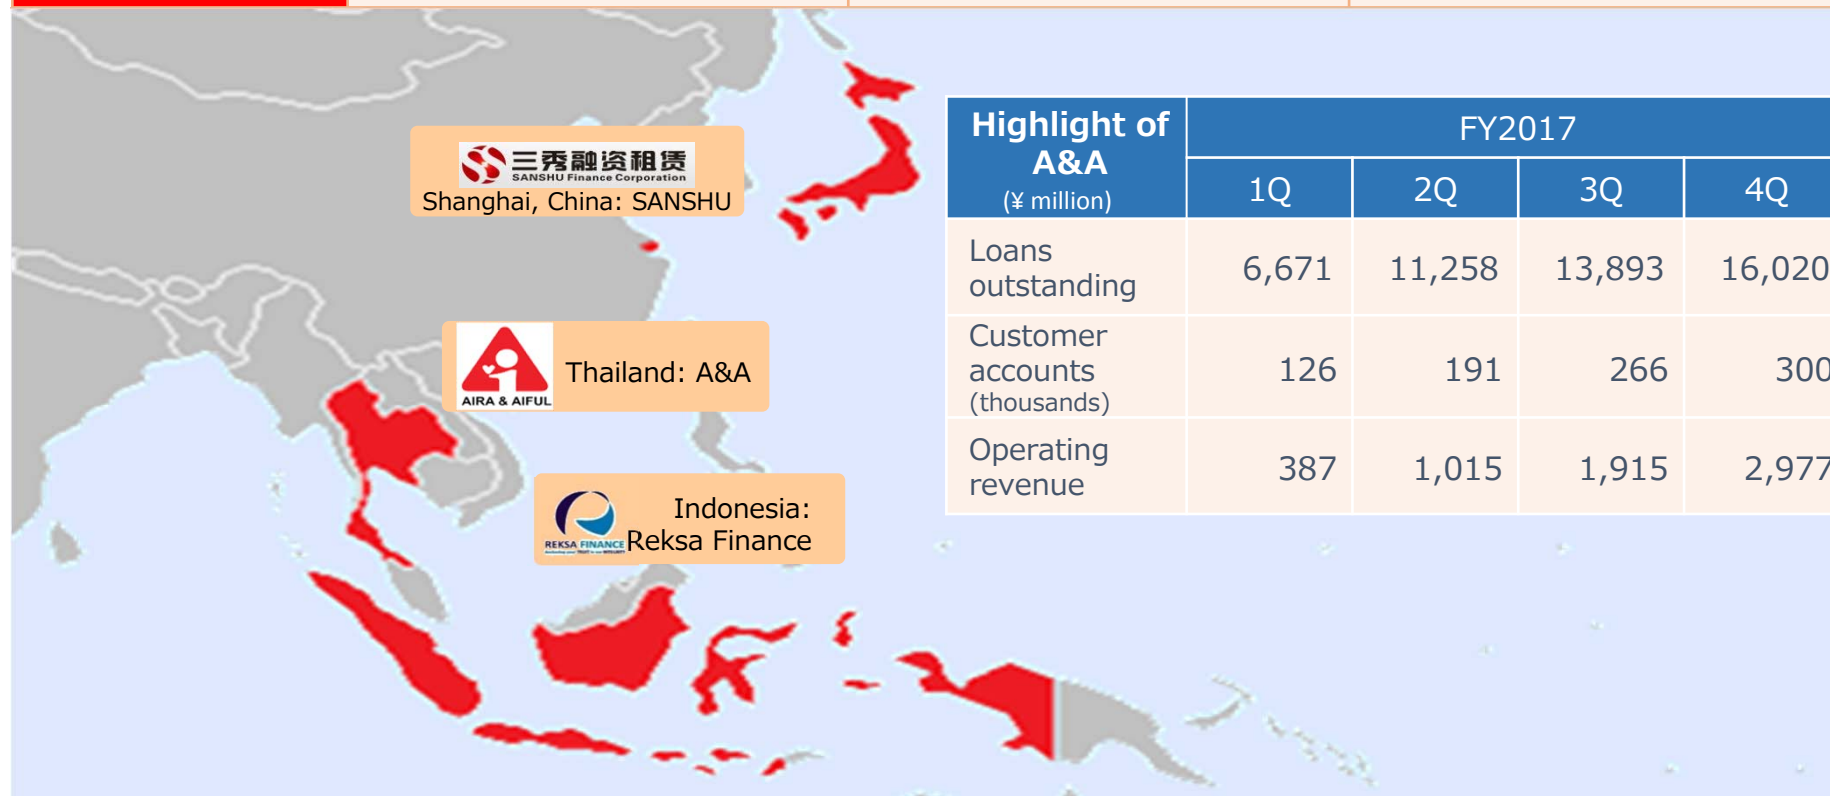 三秀融资租赁
SANSHU Finance Corporation
Shanghai, China: SANSHU
AIRA & AIFUL
Thailand: A&A
REKSA FINANCE
Indonesia:
Reksa Finance
Highlight of
A&A
(¥ million)
FY2017
1Q 2Q 3Q 4Q
Loans
outstanding
6,671 11,258 13,893 16,020
Customer
accounts
(thousands)
126 191 266 300
Operating
revenue
387 1,015 1,915 2,977